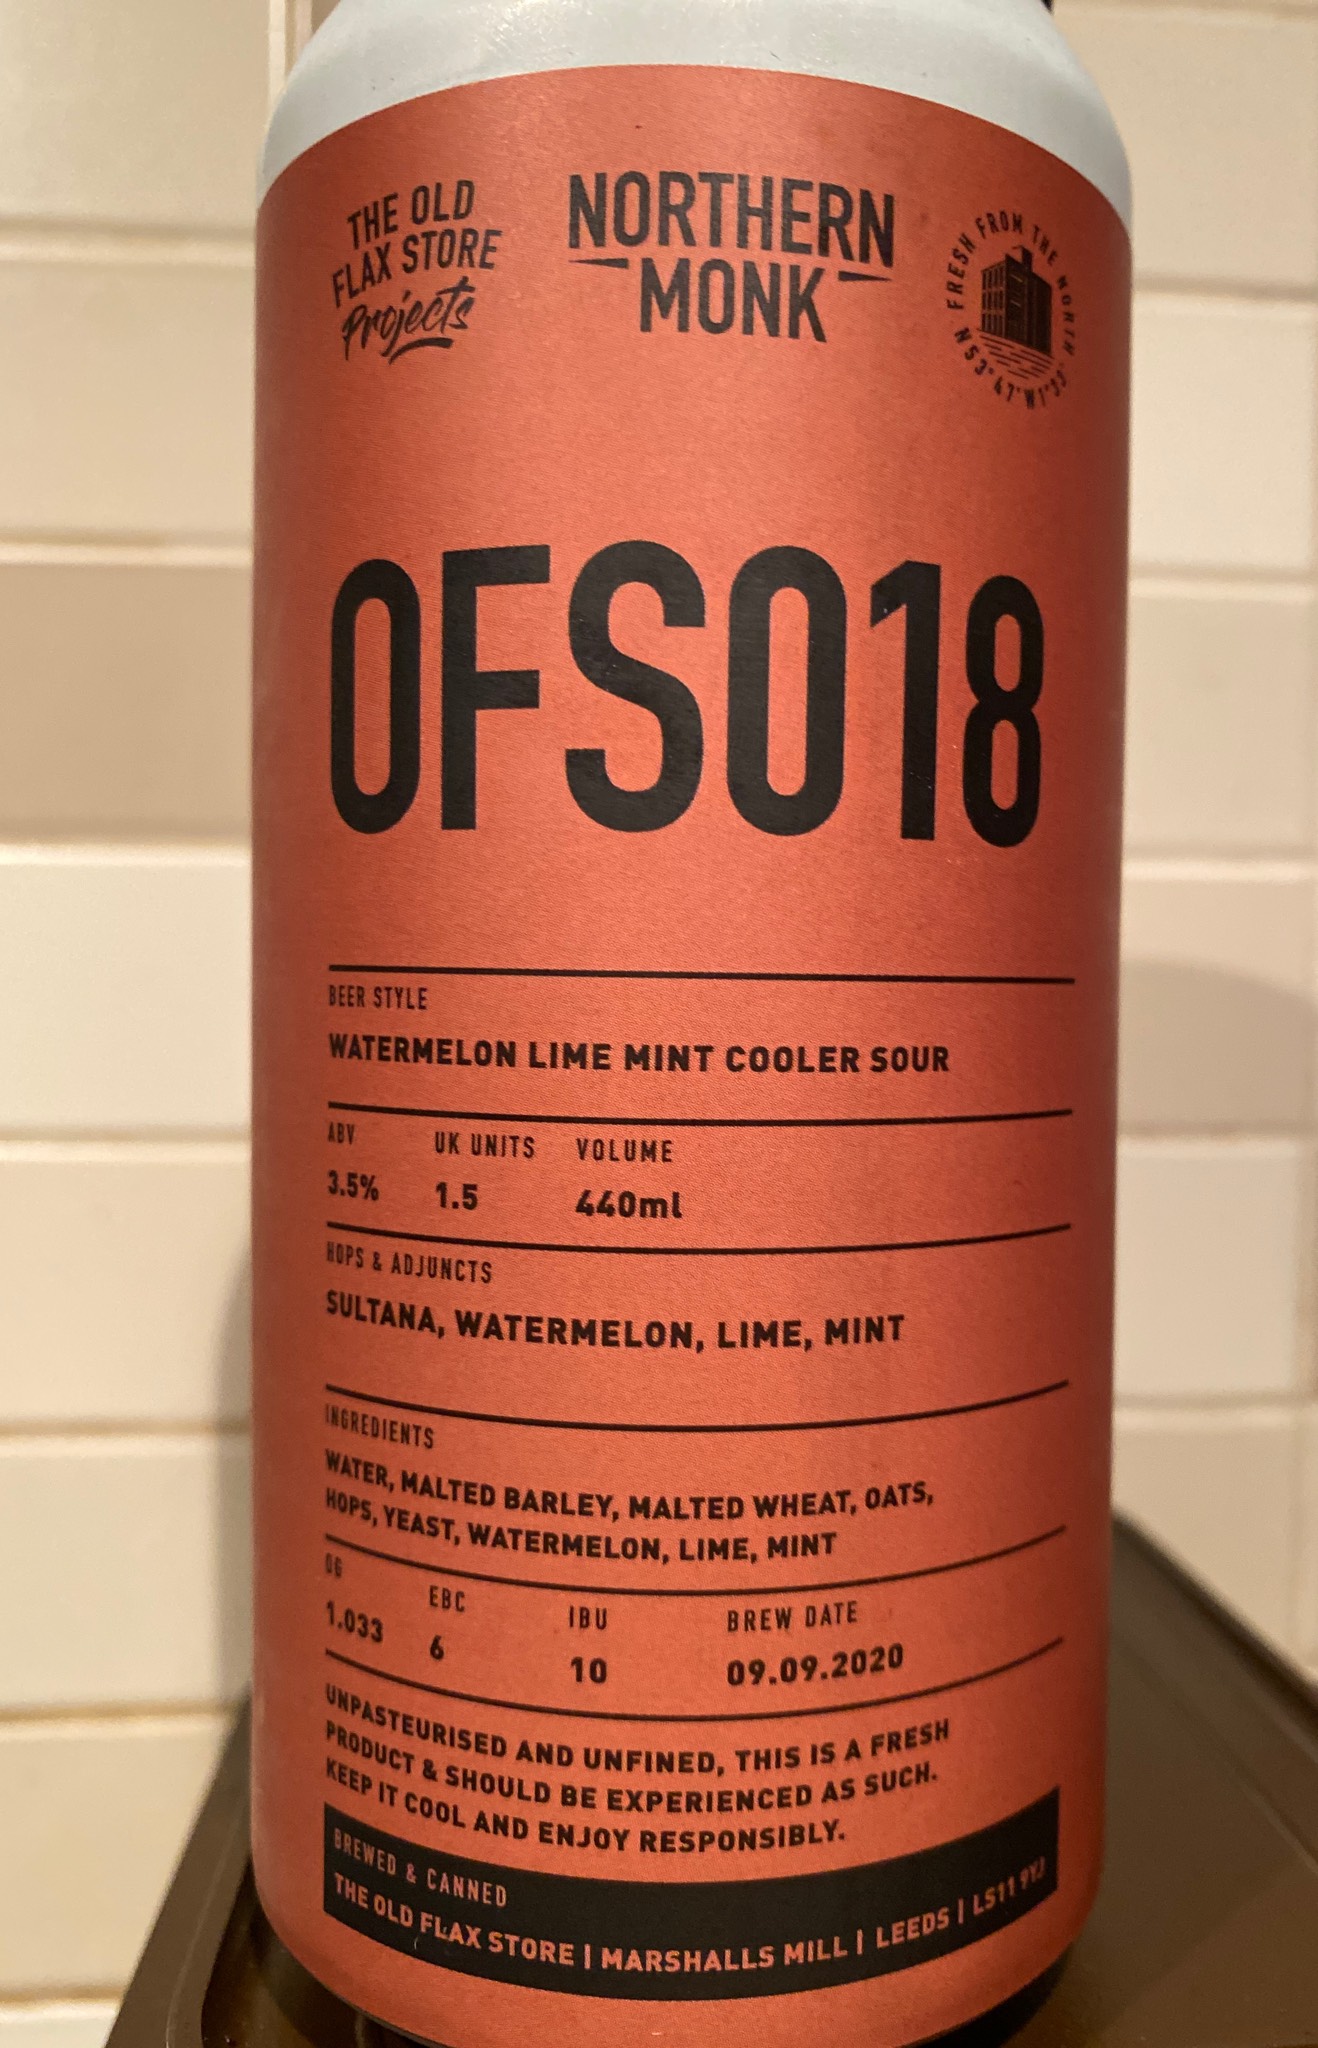 THE OLD
FLAX STORE
Projects
NORTHERN
MONK
FRESH FROM THE NORTH
N53° 47' W1°33'
OFS018
BEER STYLE
WATERMELON LIME MINT COOLER SOUR
ABV UK UNITS VOLUME
3.5% 1.5 440ml
HOPS & ADJUNCTS
SULTANA, WATERMELON, LIME, MINT
INGREDIENTS
WATER, MALTED BARLEY, MALTED WHEAT, OATS,
HOPS, YEAST, WATERMELON, LIME, MINT
OG EBC IBU BREW DATE
1.033 6 10 09.09.2020
UNPASTEURISED AND UNFINED, THIS IS A FRESH
PRODUCT & SHOULD BE EXPERIENCED AS SUCH.
KEEP IT COOL AND ENJOY RESPONSIBLY.
BREWED & CANNED
THE OLD FLAX STORE | MARSHALLS MILL | LEEDS | LS11 9YJ